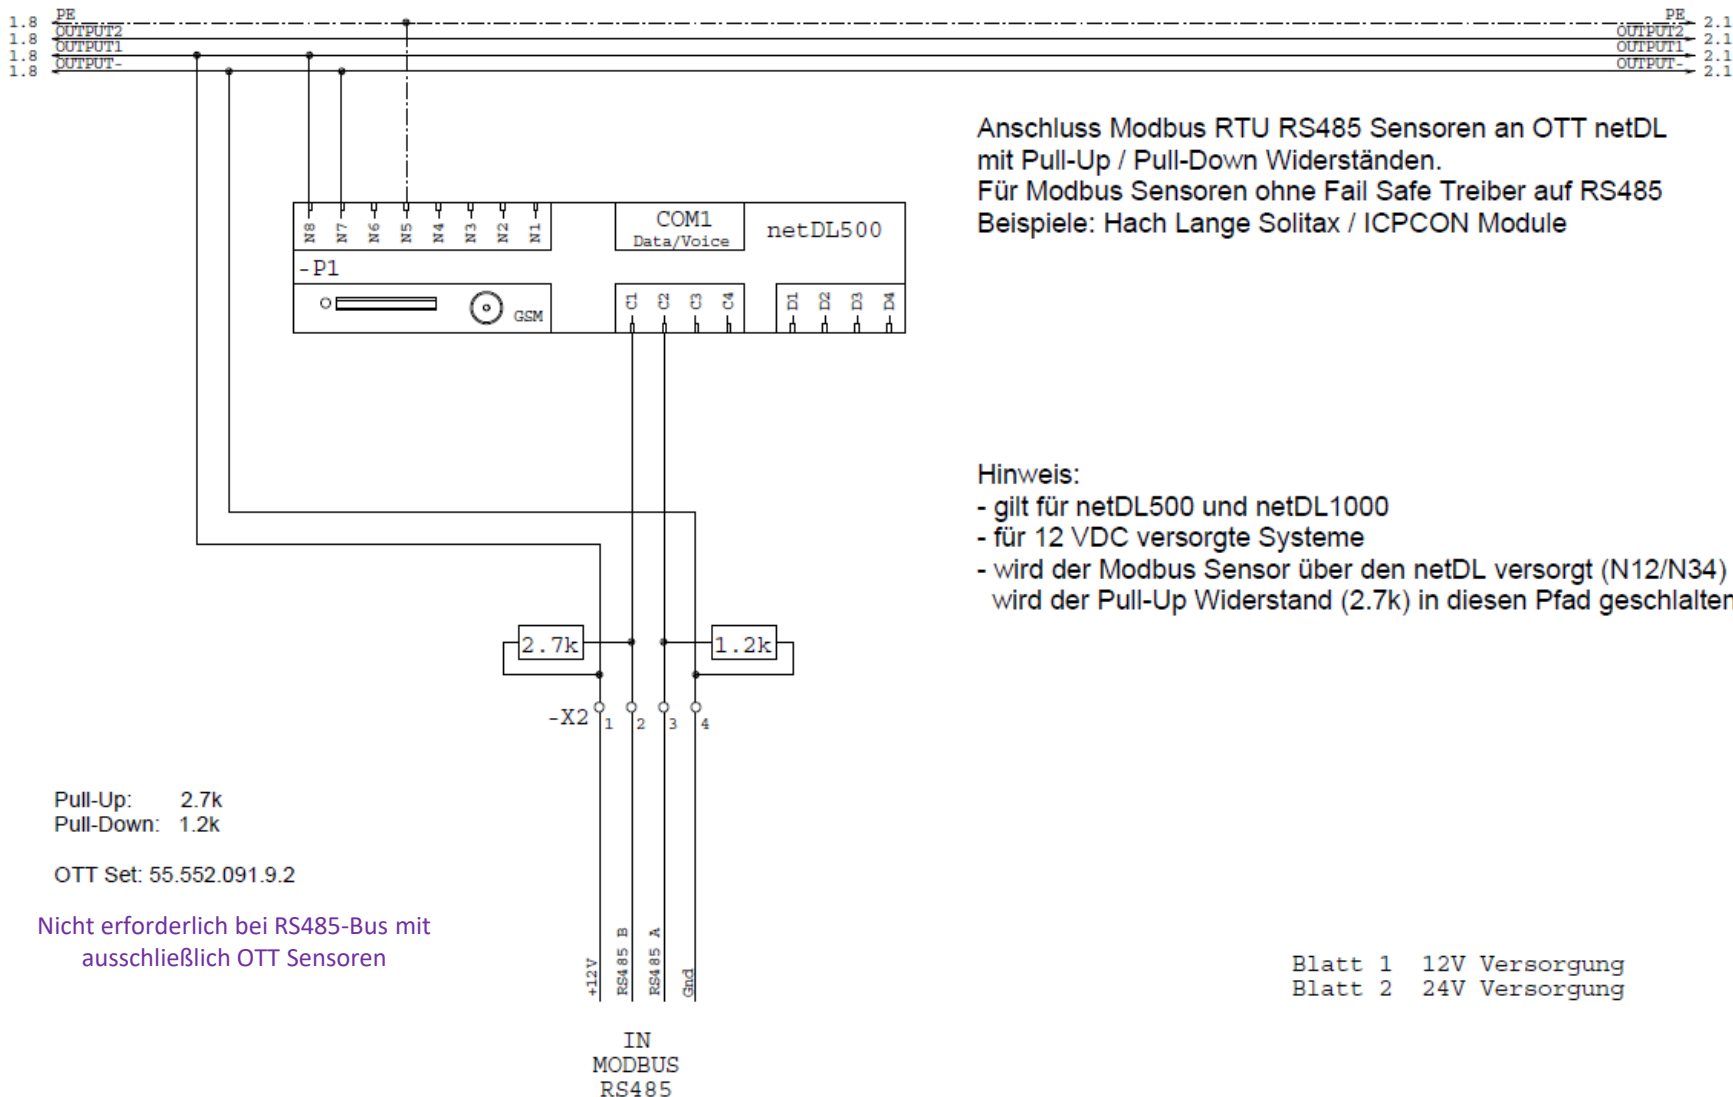 PE
1.8
PE
2.1
OUTPUT2
1.8
OUTPUT2
2.1
OUTPUT1
1.8
OUTPUT1
2.1
OUTPUT-
1.8
OUTPUT-
2.1
Anschluss Modbus RTU RS485 Sensoren an OTT netDL
mit Pull-Up / Pull-Down Widerständen.
Für Modbus Sensoren ohne Fail Safe Treiber auf RS485
Beispiele: Hach Lange Solitax / ICPCON Module
N8 N7 N6 N5 N4 N3 N2 N1
COM1
Data/Voice
netDL500
-P1
GSM
C1 C2 C3 C4
D1 D2 D3 D4
Hinweis:
- gilt für netDL500 und netDL1000
- für 12 VDC versorgte Systeme
- wird der Modbus Sensor über den netDL versorgt (N12/N34)
wird der Pull-Up Widerstand (2.7k) in diesen Pfad geschlalten
2.7k
1.2k
-X2
1 2 3 4
Pull-Up: 2.7k
Pull-Down: 1.2k
OTT Set: 55.552.091.9.2
Nicht erforderlich bei RS485-Bus mit
ausschließlich OTT Sensoren
+12V
RS485 B
RS485 A
Gnd
IN
MODBUS
RS485
Blatt 1 12V Versorgung
Blatt 2 24V Versorgung